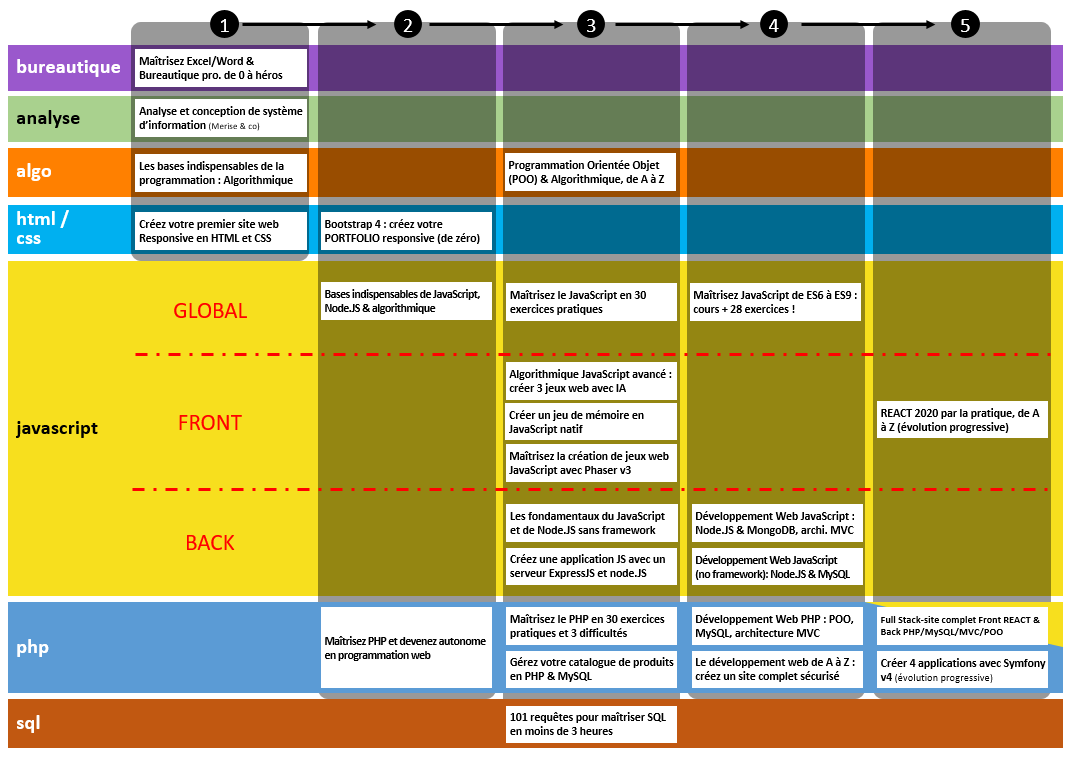 1
2
3
4
5
bureautique
Maîtrisez Excel/Word &
Bureautique pro. de 0 à héros
analyse
Analyse et conception de système
d'information (Merise & co)
algo
Les bases indispensables de la
programmation : Algorithmique
Programmation Orientée Objet
(POO) & Algorithmique, de A à Z
html /
css
Créez votre premier site web
Responsive en HTML et CSS
Bootstrap 4 : créez votre
PORTFOLIO responsive (de zéro)
javascript
GLOBAL
Bases indispensables de JavaScript,
Node.JS & algorithmique
Maîtrisez le JavaScript en 30
exercices pratiques
Maîtrisez JavaScript de ES6 à ES9 :
cours + 28 exercices !
FRONT
Algorithmique JavaScript avancé :
créer 3 jeux web avec IA
Créer un jeu de mémoire en
JavaScript natif
Maîtrisez la création de jeux web
JavaScript avec Phaser v3
REACT 2020 par la pratique, de A
à Z (évolution progressive)
BACK
Les fondamentaux du JavaScript
et de Node.JS sans framework
Créez une application JS avec un
serveur ExpressJS et node.JS
Développement Web JavaScript :
Node.JS & MongoDB, archi. MVC
Développement Web JavaScript
(no framework): Node.JS & MySQL
php
Maîtrisez PHP et devenez autonome
en programmation web
Maîtrisez le PHP en 30 exercices
pratiques et 3 difficultés
Gérez votre catalogue de produits
en PHP & MySQL
Développement Web PHP : POO,
MySQL, architecture MVC
Le développement web de A à Z :
créez un site complet sécurisé
Full Stack-site complet Front REACT &
Back PHP/MySQL/MVC/POO
Créer 4 applications avec Symfony
v4 (évolution progressive)
sql
101 requêtes pour maîtriser SQL
en moins de 3 heures